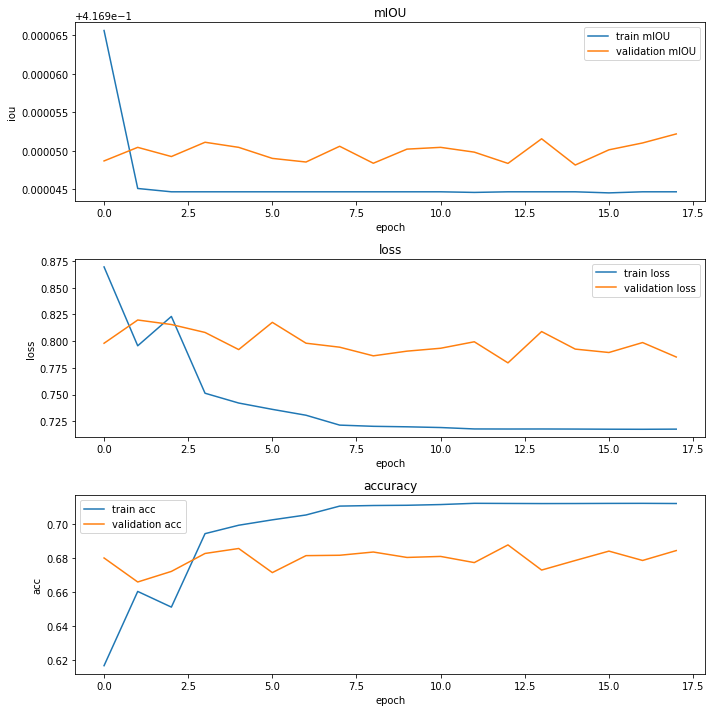 mIOU
+4.169e−1
0.000065
0.000060
0.000055
0.000050
0.000045
iou
train mIOU
validation mIOU
0.0 2.5 5.0 7.5 10.0 12.5 15.0 17.5
epoch
loss
0.875
0.850
0.825
0.800
0.775
0.750
0.725
loss
train loss
validation loss
0.0 2.5 5.0 7.5 10.0 12.5 15.0 17.5
epoch
accuracy
train acc
validation acc
0.70
0.68
0.66
0.64
0.62
acc
0.0 2.5 5.0 7.5 10.0 12.5 15.0 17.5
epoch